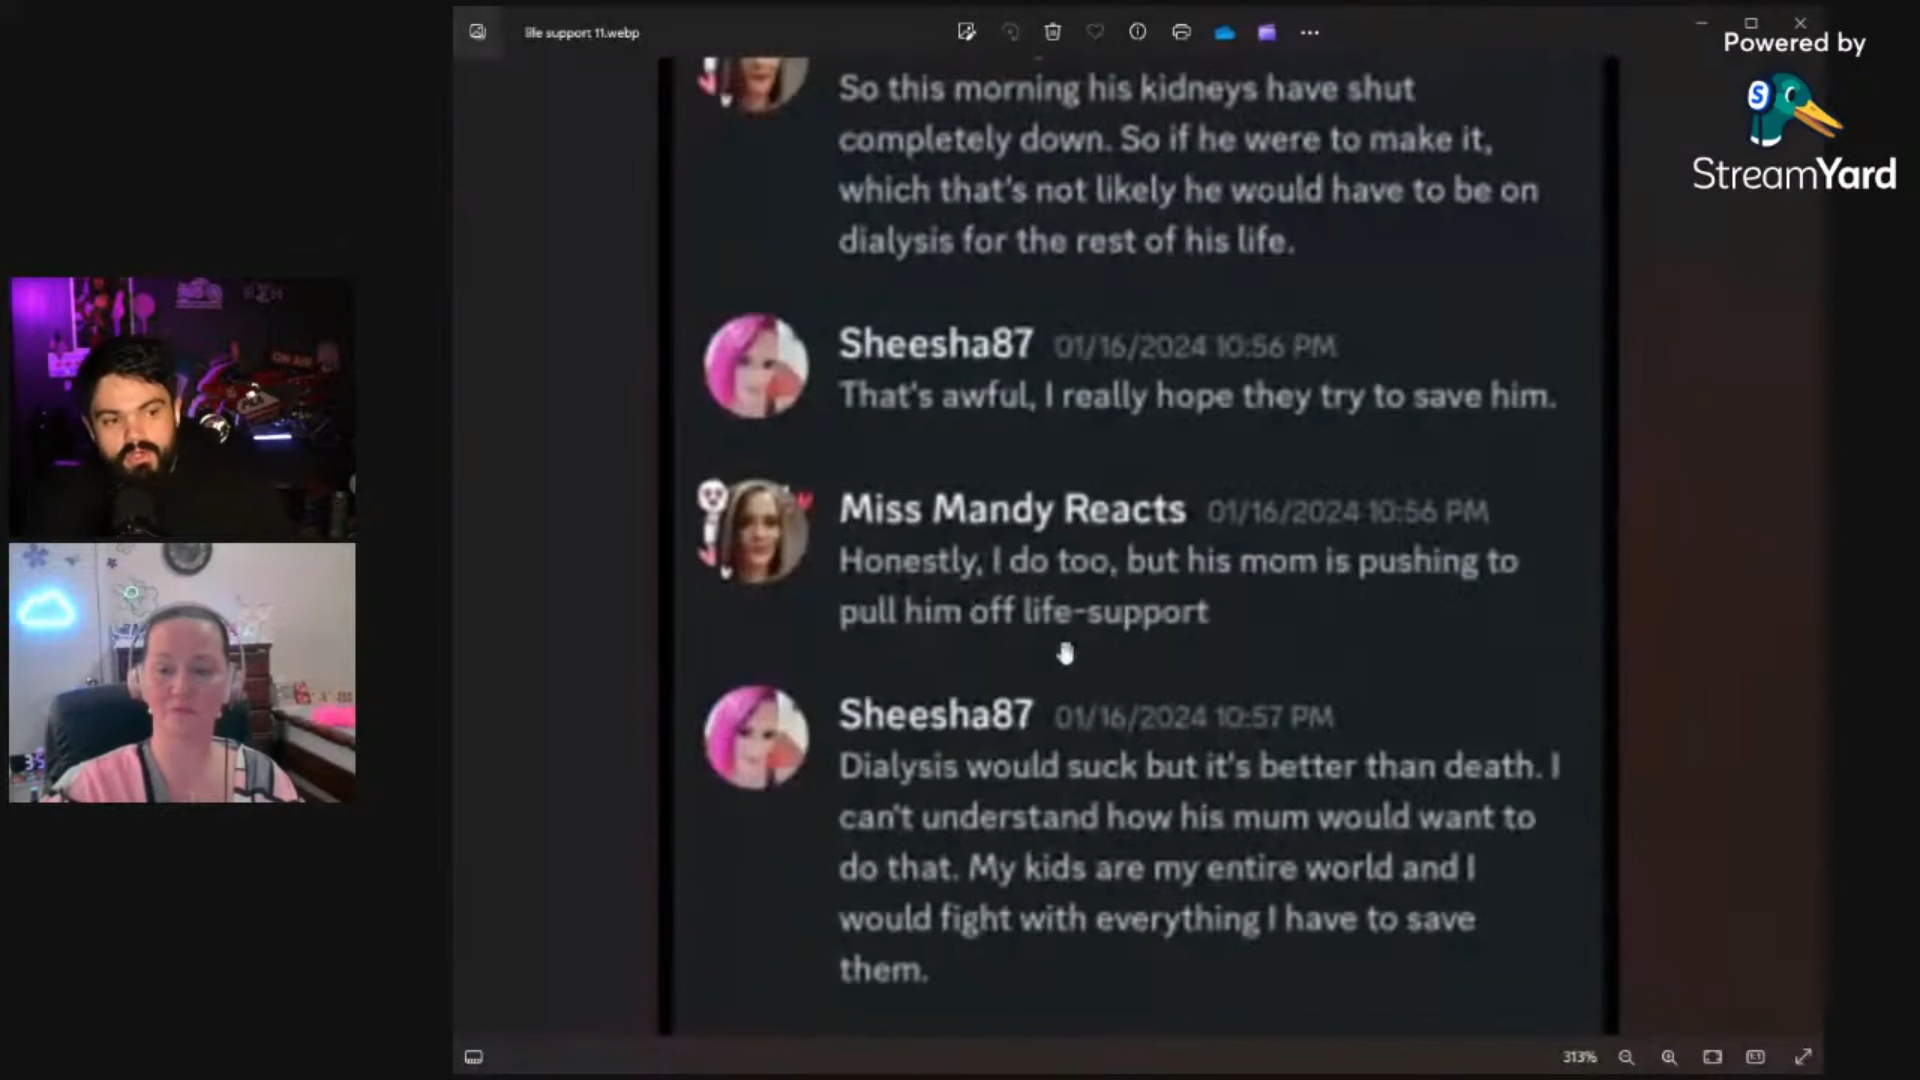 life support 11.webp
Powered by
StreamYard
So this morning his kidneys have shut
completely down. So if he were to make it,
which that's not likely he would have to be on
dialysis for the rest of his life.
Sheesha87 01/16/2024 10:56 PM
That's awful, I really hope they try to save him.
Miss Mandy Reacts 01/16/2024 10:56 PM
Honestly, I do too, but his mom is pushing to
pull him off life-support
Sheesha87 01/16/2024 10:57 PM
Dialysis would suck but it's better than death. I
can't understand how his mum would want to
do that. My kids are my entire world and I
would fight with everything I have to save
them.
ON AIR
313%